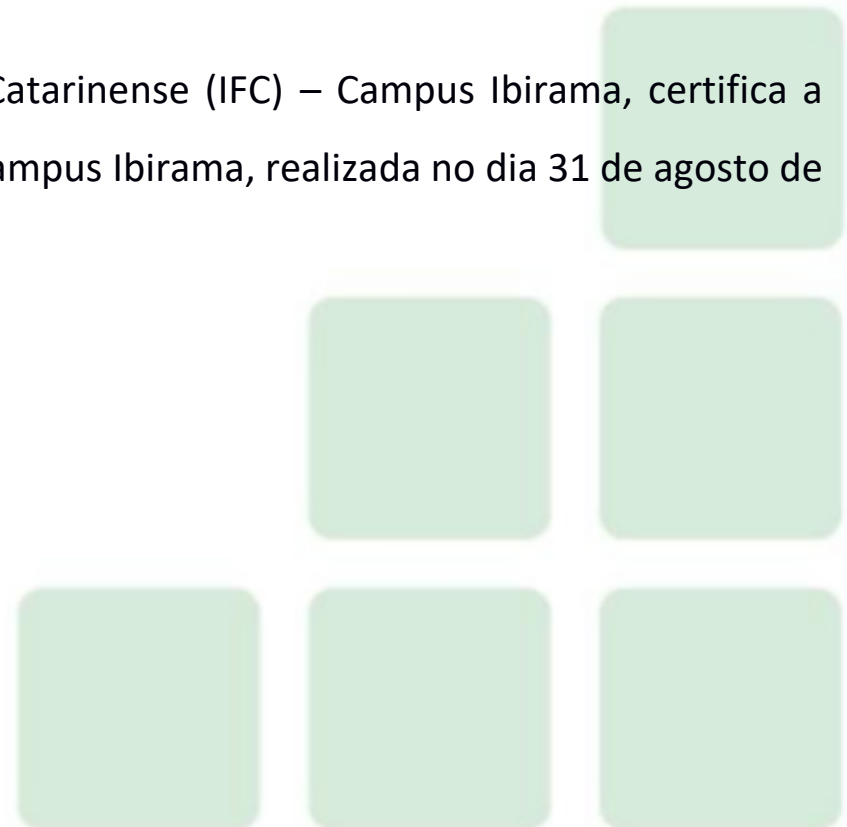 Catarinense (IFC) – Campus Ibirama, certifica a
ampus Ibirama, realizada no dia 31 de agosto de